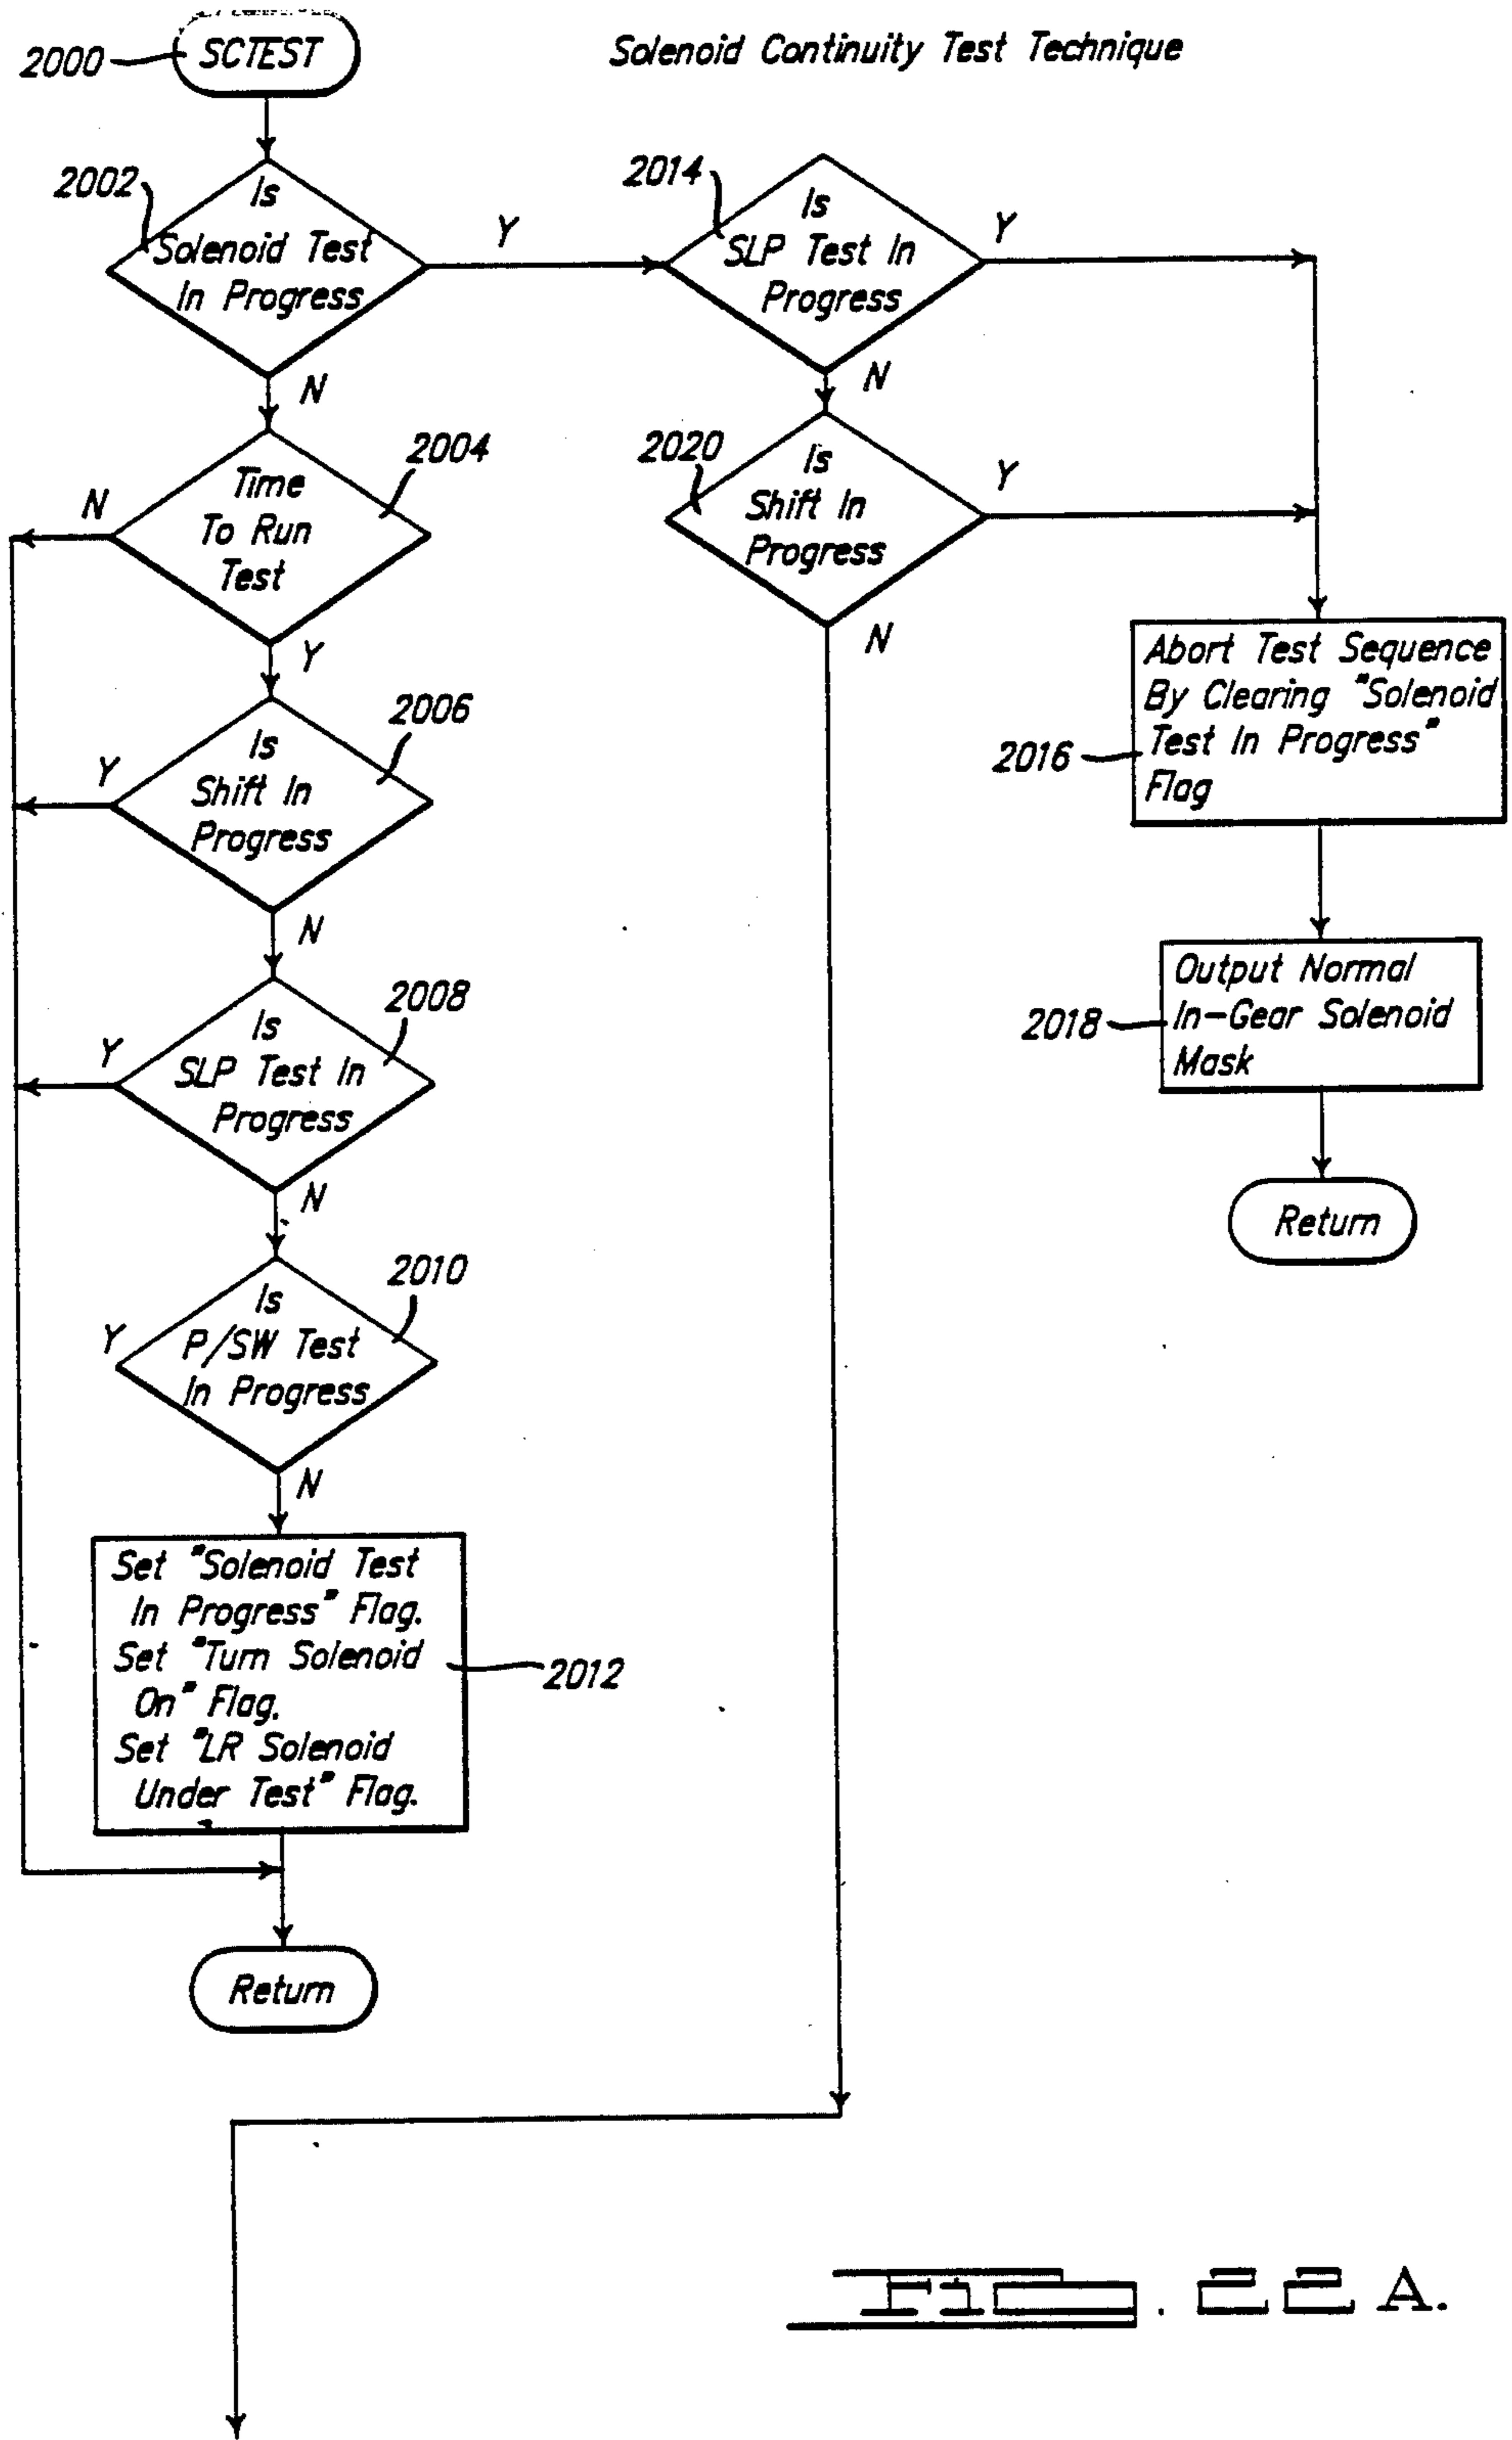 Solenoid Continuity Test Technique
2000
SCTEST
2002
Is
Solenoid Test
In Progress
Y
N
2004
Time
To Run
Test
N
Y
2006
Is
Shift In
Progress
Y
N
2008
Is
SLP Test In
Progress
Y
N
2010
Is
P/SW Test
In Progress
Y
N
Set "Solenoid Test
In Progress" Flag.
Set "Turn Solenoid
On" Flag.
Set "LR Solenoid
Under Test" Flag.
2012
Return
2014
Is
SLP Test In
Progress
Y
N
2020
Is
Shift In
Progress
Y
N
Abort Test Sequence
By Clearing "Solenoid
Test In Progress"
Flag
2016
Output Normal
In-Gear Solenoid
Mask
2018
Return
FIG. 22A.